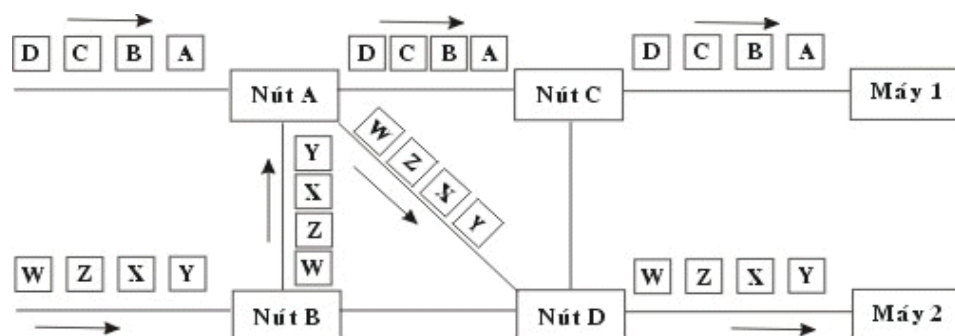 D C B A
D C B A
D C B A
Nút A
Nút C
Máy 1
W Z X Y
Y
X
Z
W
W Z X Y
W Z X Y
Nút B
Nút D
Máy 2